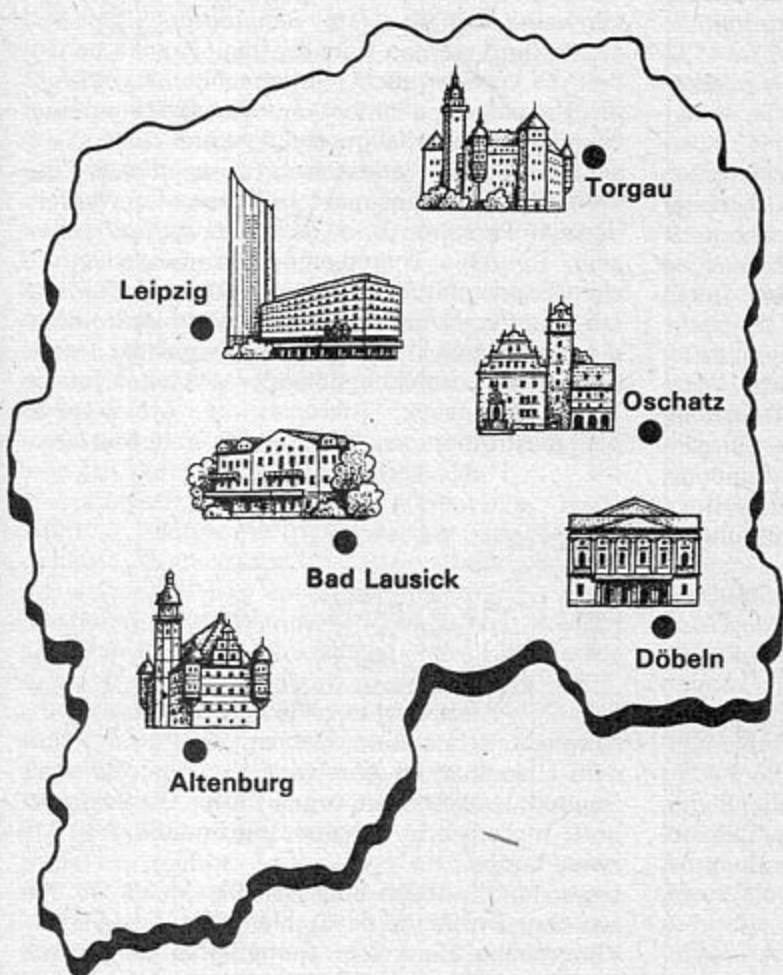 Torgau
Leipzig
Oschatz
Bad Lausick
Döbeln
Altenburg